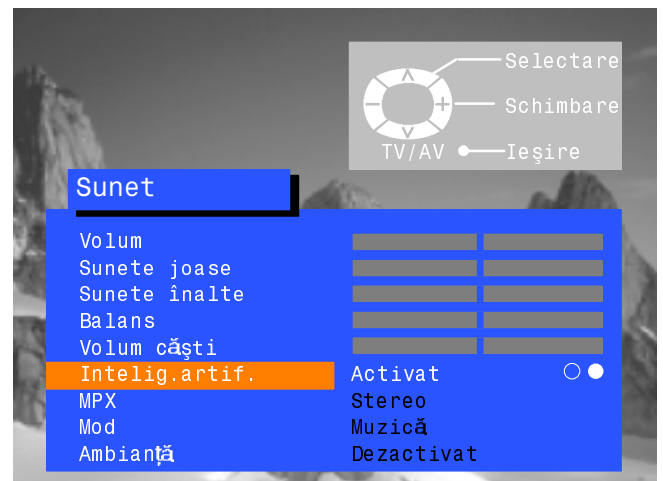 Selectare
Schimbare
TV/AV Ieşire
Sunet
Volum
Sunete joase
Sunete înalte
Balans
Volum căşti
Intelig.artif. Activat
MPX Stereo
Mod Muzică
Ambianţă Dezactivat